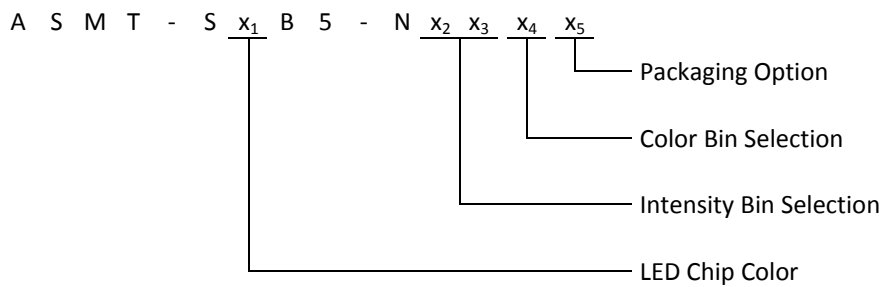 A S M T - S x₁ B 5 - N x₂ x₃ x₄ x₅
Packaging Option
Color Bin Selection
Intensity Bin Selection
LED Chip Color